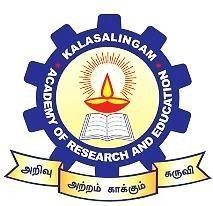 KALASALINGAM
ACADEMY OF RESEARCH AND EDUCATION
அறிவு அற்றம் காக்கும் கருவி